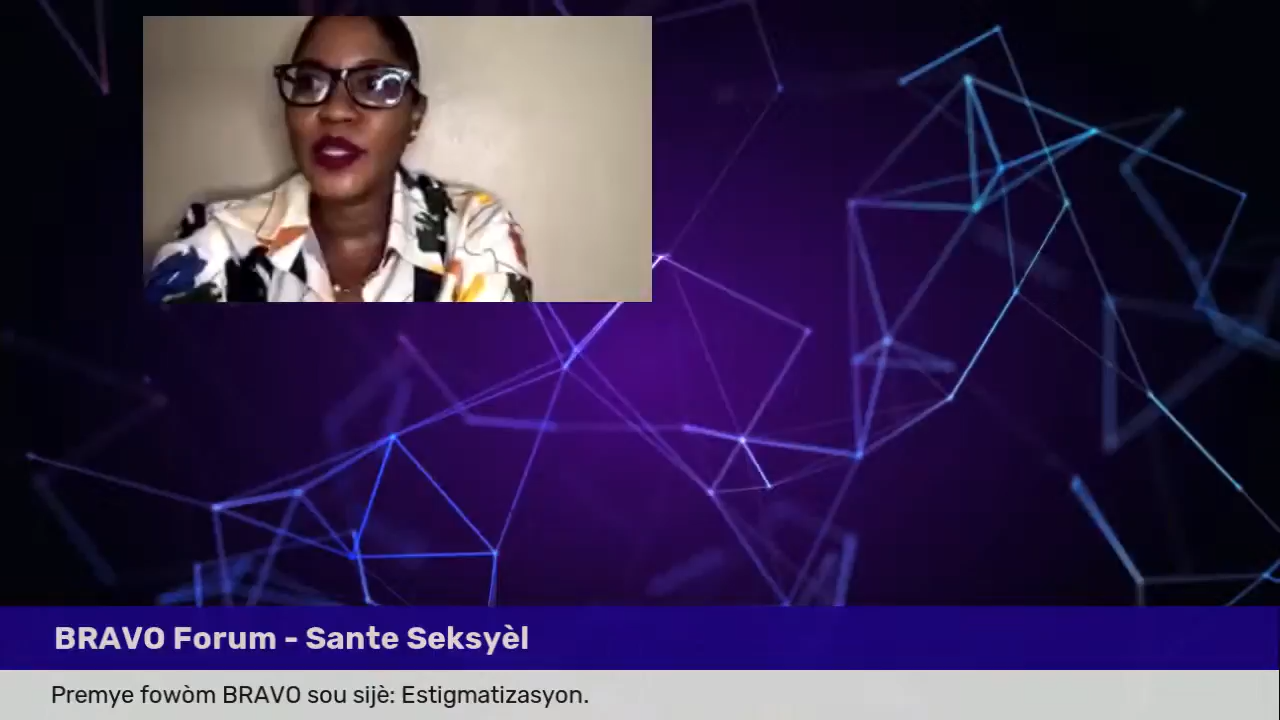 BRAVO Forum - Sante Seksyèl
Premye fowòm BRAVO sou sijè: Estigmatizasyon.